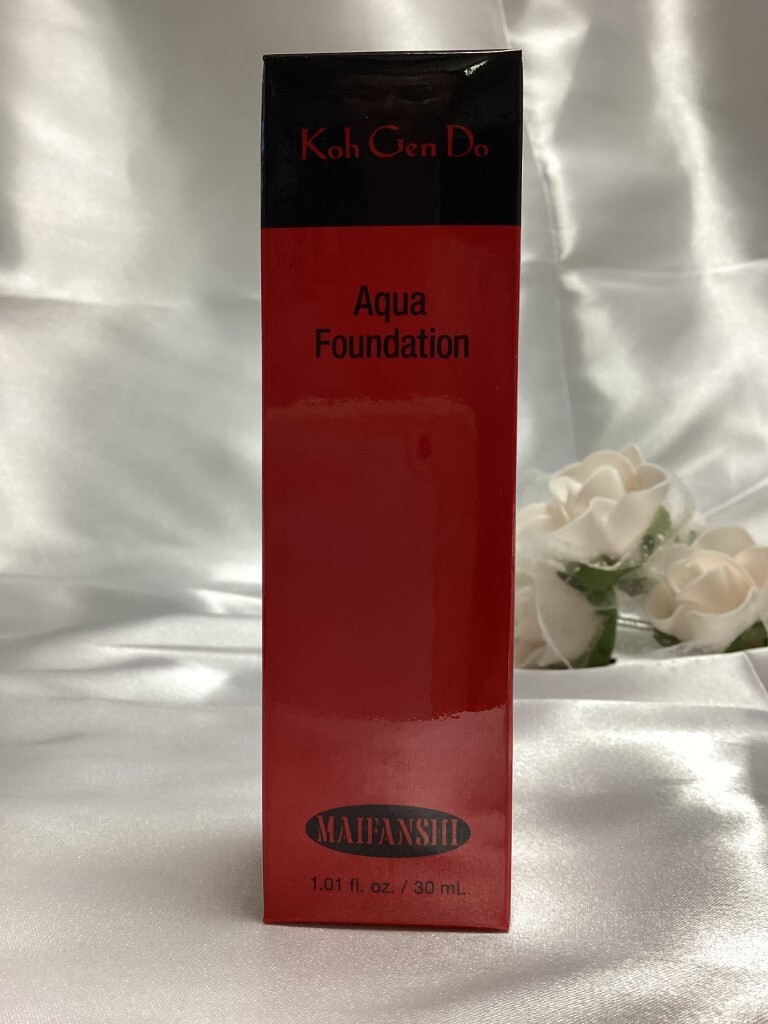 Koh Gen Do
Aqua
Foundation
MAIFANSHI
1.01 fl. oz. / 30 mL